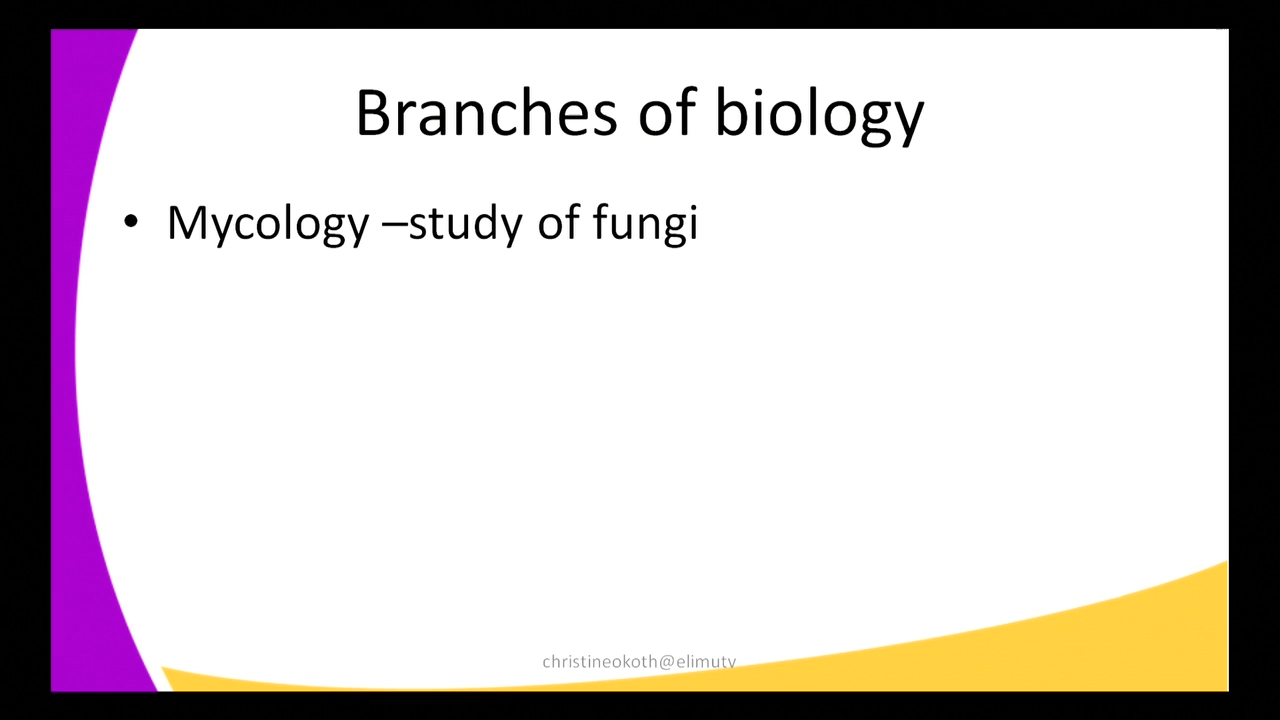 Branches of biology
• Mycology –study of fungi
christineokoth@elimutv